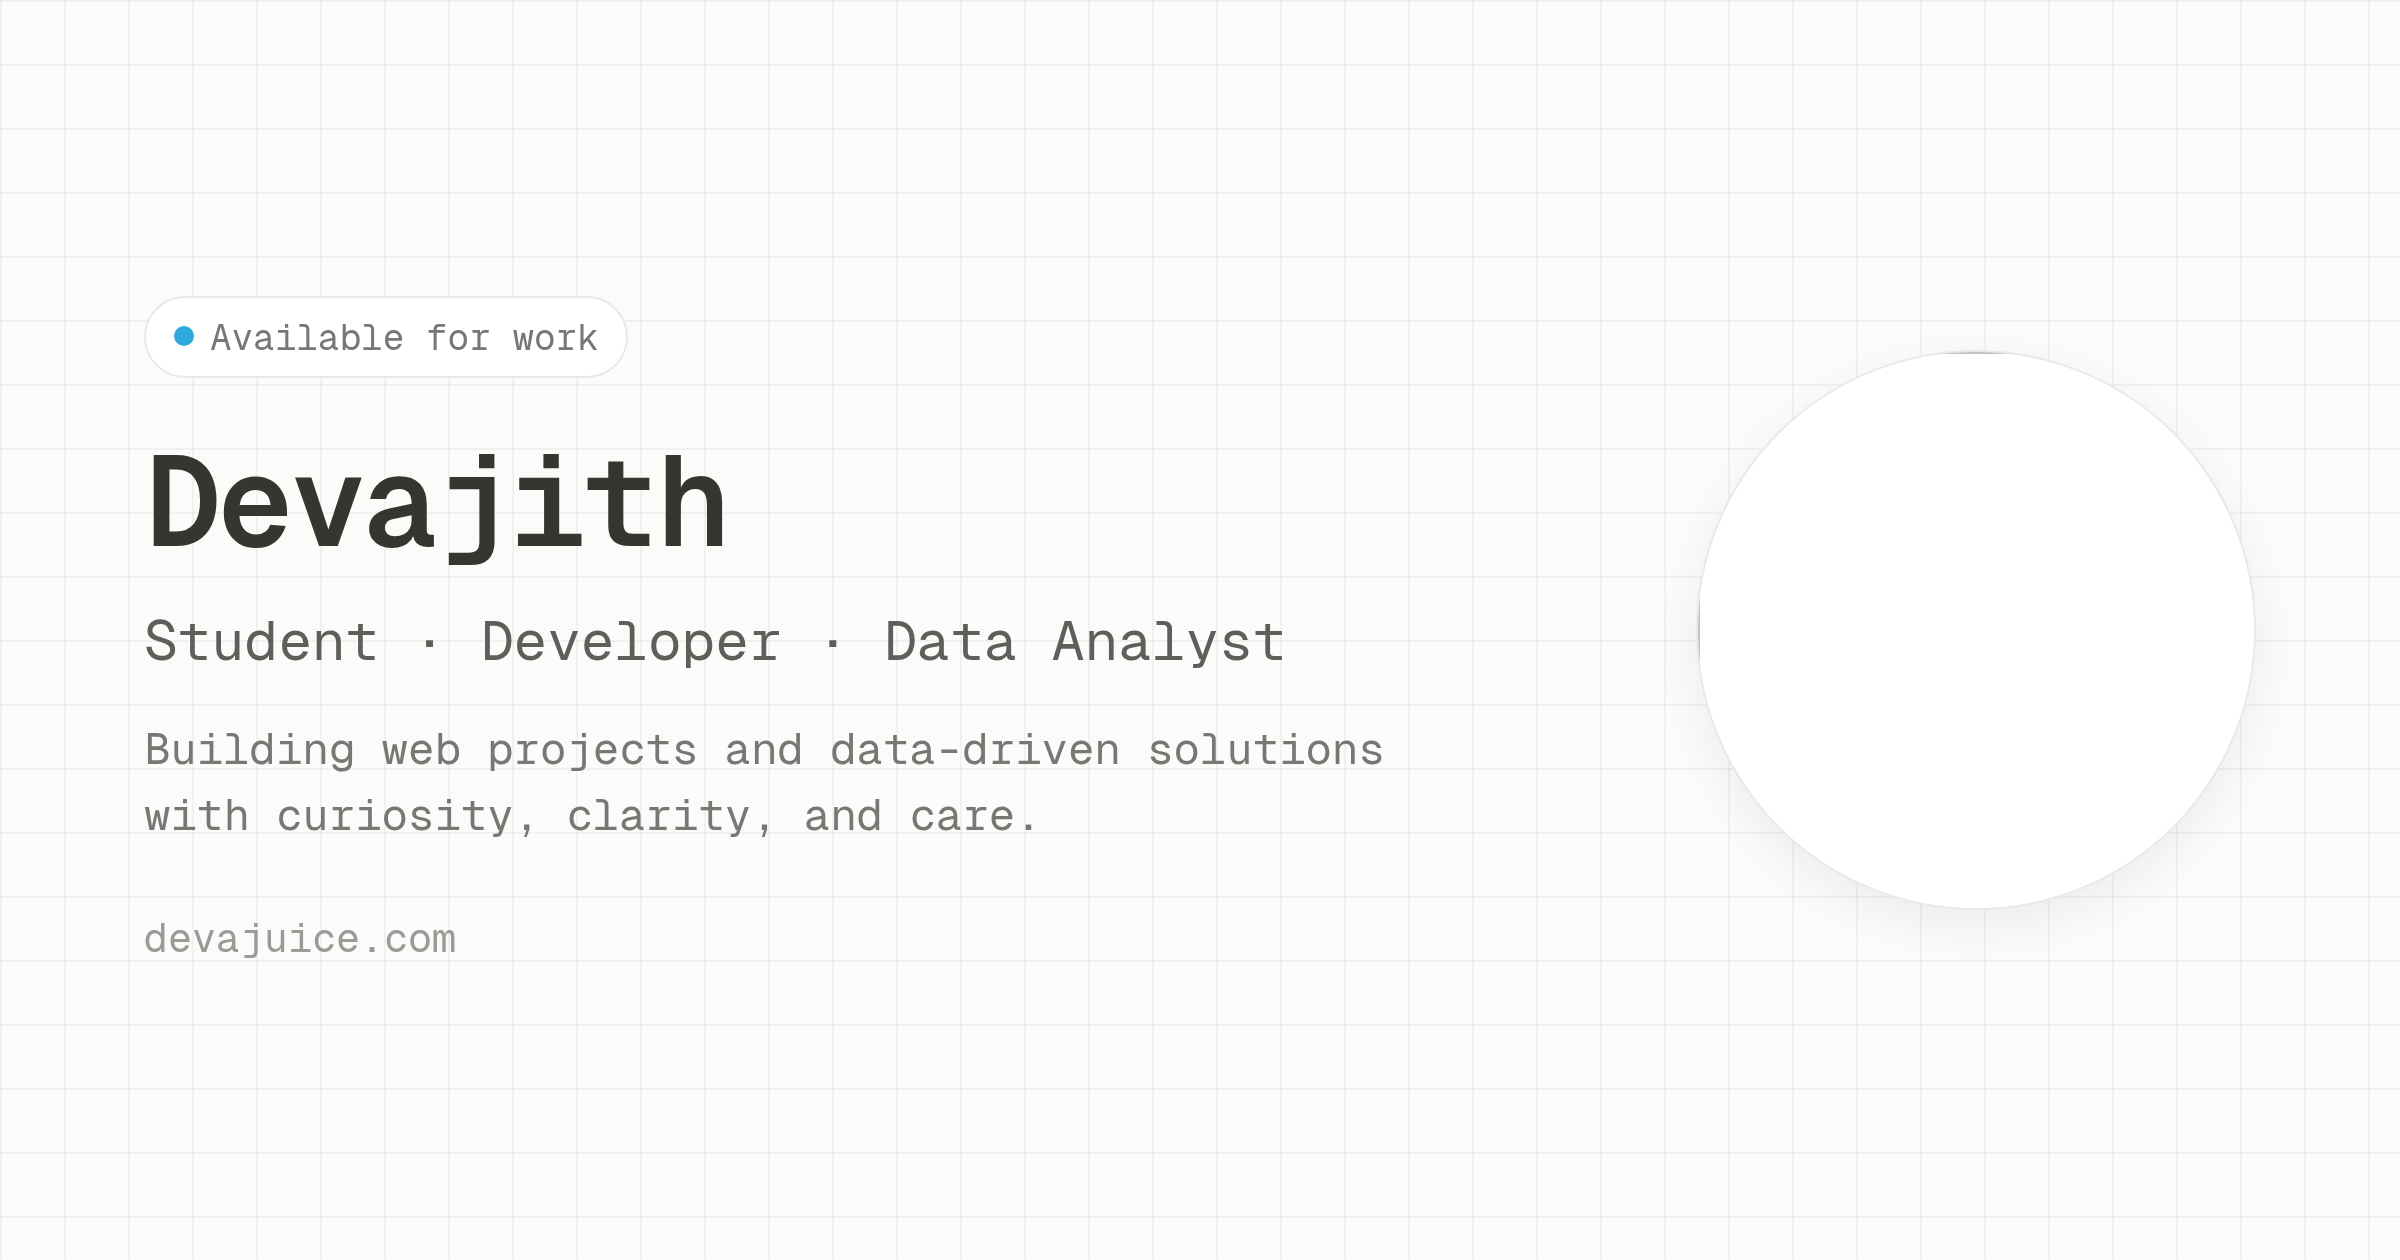 Available for work
Devajith
Student · Developer · Data Analyst
Building web projects and data-driven solutions
with curiosity, clarity, and care.
devajuice.com